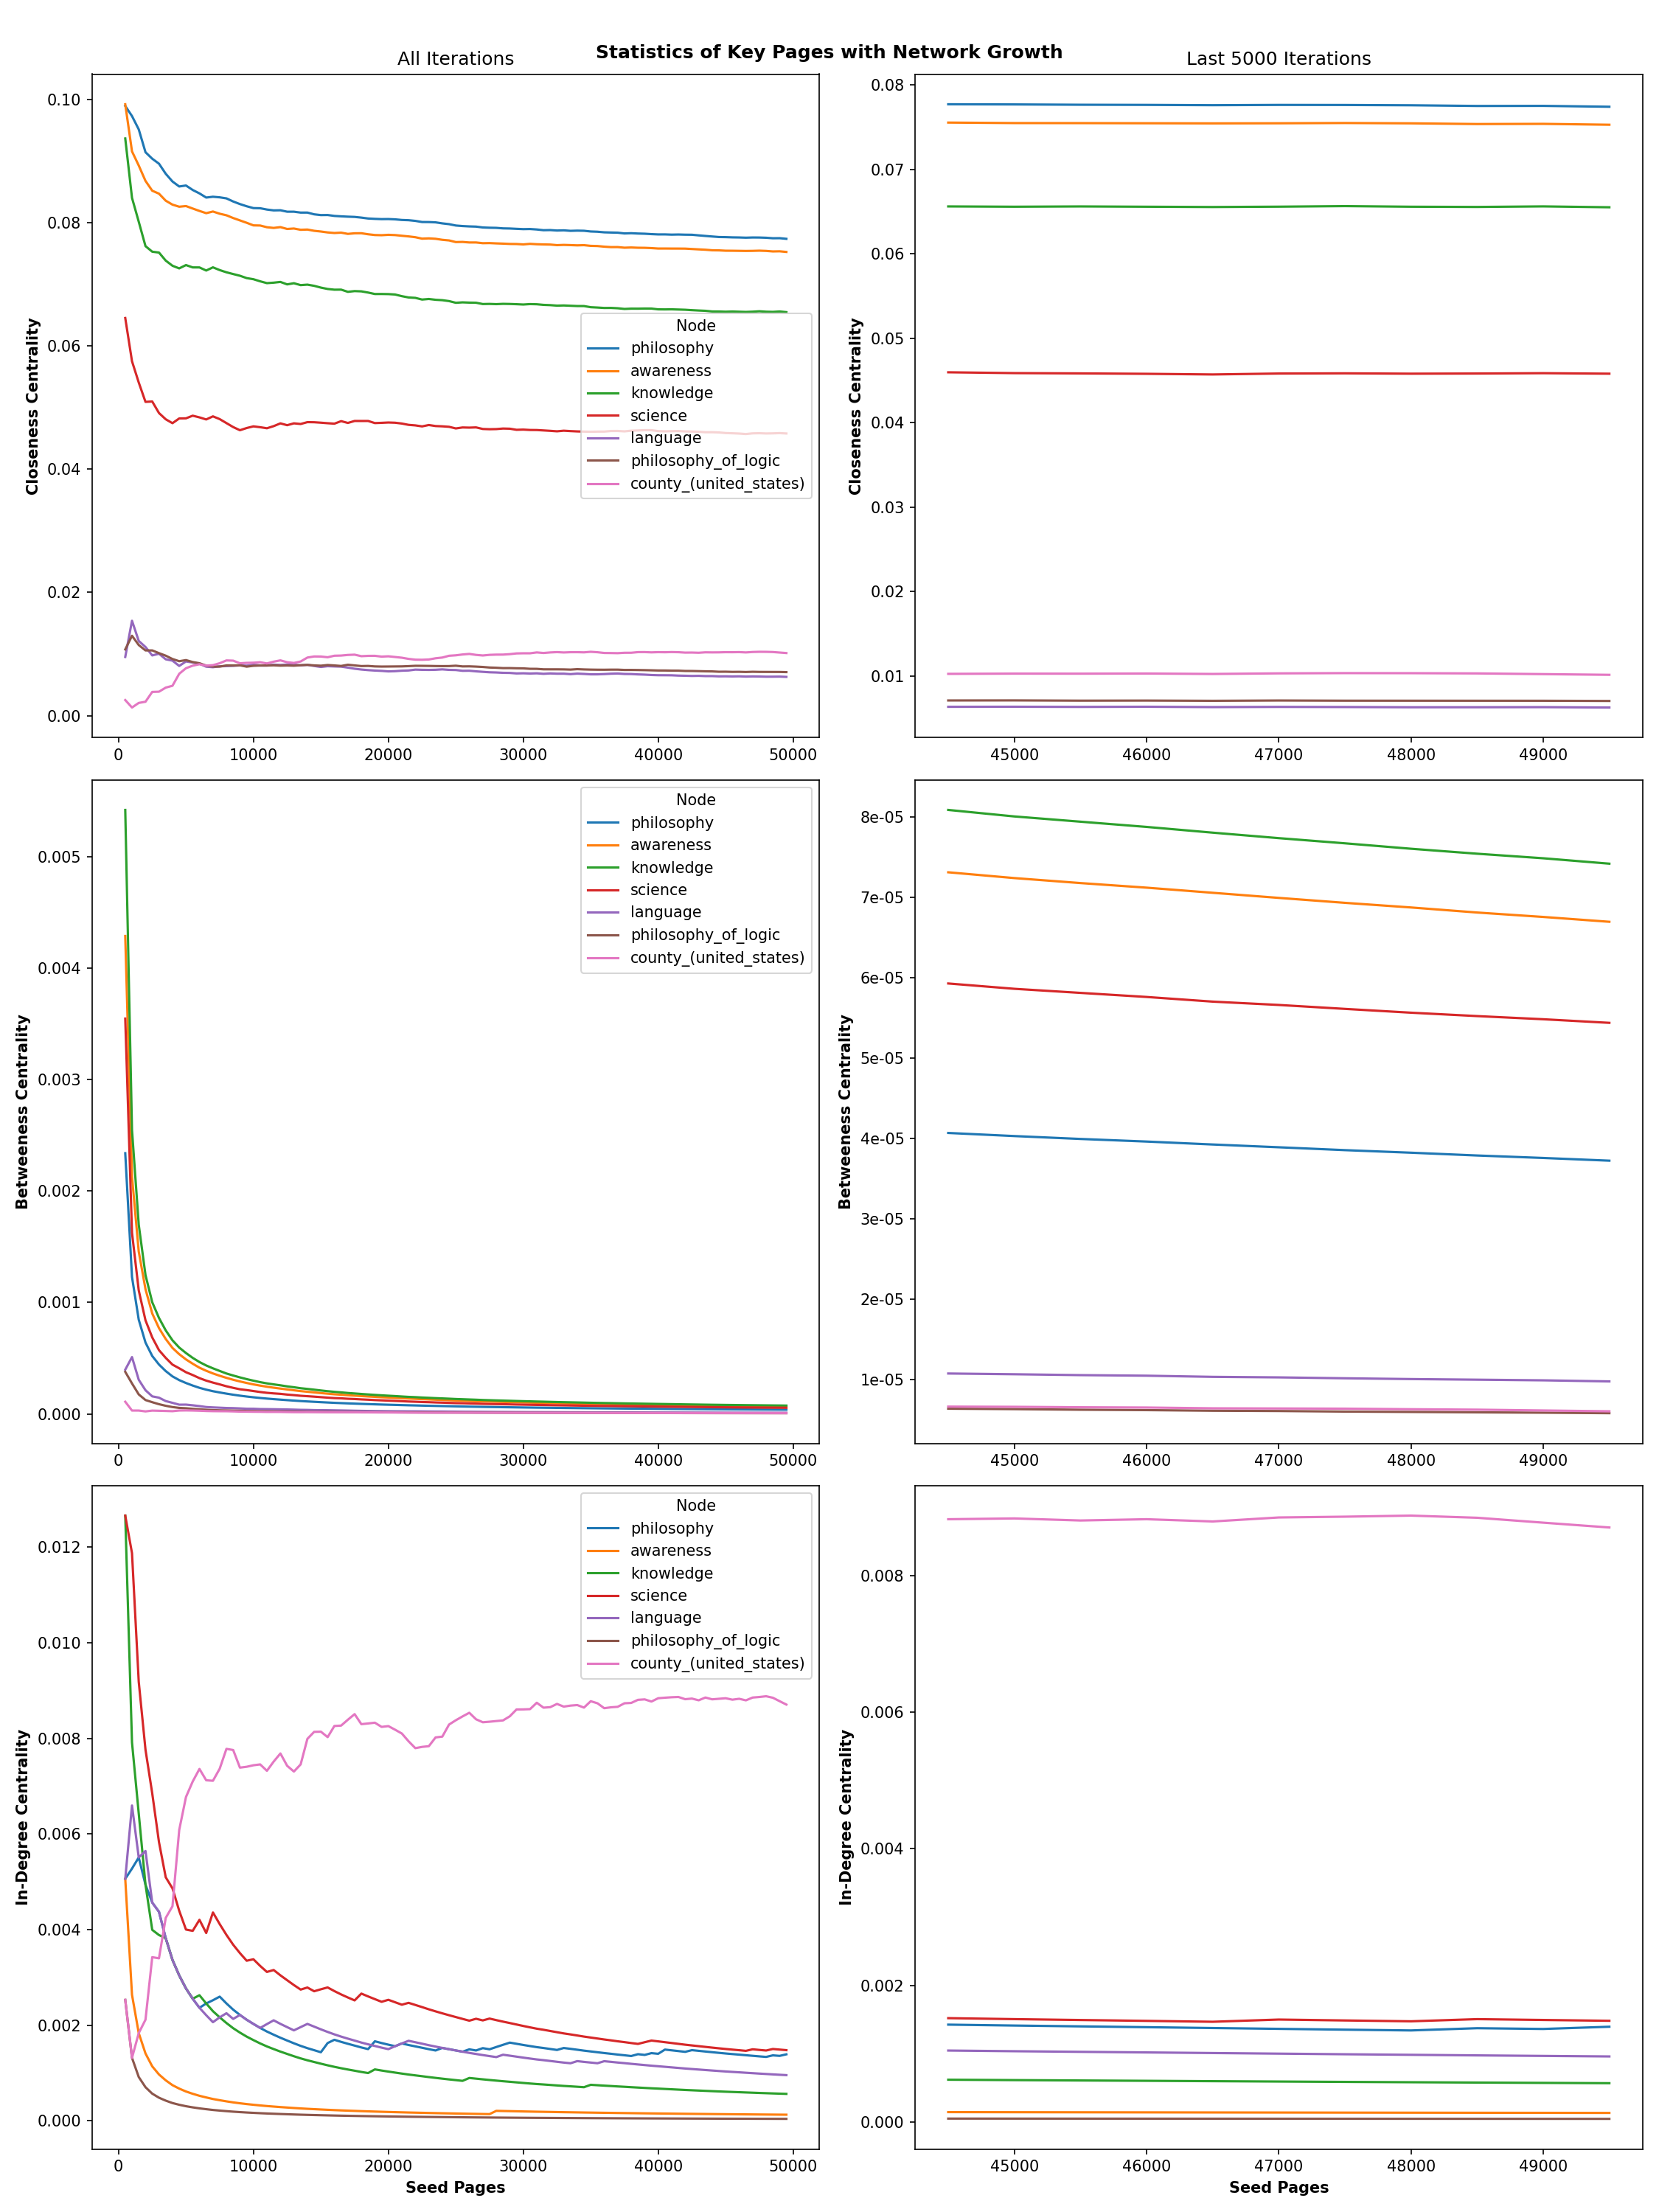 Statistics of Key Pages with Network Growth
All Iterations
Last 5000 Iterations
Closeness Centrality
0.10
0.08
0.06
0.04
0.02
0.00
Node
philosophy
awareness
knowledge
science
language
philosophy_of_logic
county_(united_states)
0 10000 20000 30000 40000 50000
Closeness Centrality
0.08
0.07
0.06
0.05
0.04
0.03
0.02
0.01
45000 46000 47000 48000 49000
Betweeness Centrality
0.005
0.004
0.003
0.002
0.001
0.000
Node
philosophy
awareness
knowledge
science
language
philosophy_of_logic
county_(united_states)
0 10000 20000 30000 40000 50000
Betweeness Centrality
8e-05
7e-05
6e-05
5e-05
4e-05
3e-05
2e-05
1e-05
45000 46000 47000 48000 49000
In-Degree Centrality
0.012
0.010
0.008
0.006
0.004
0.002
0.000
Node
philosophy
awareness
knowledge
science
language
philosophy_of_logic
county_(united_states)
0 10000 20000 30000 40000 50000
Seed Pages
In-Degree Centrality
0.008
0.006
0.004
0.002
0.000
45000 46000 47000 48000 49000
Seed Pages